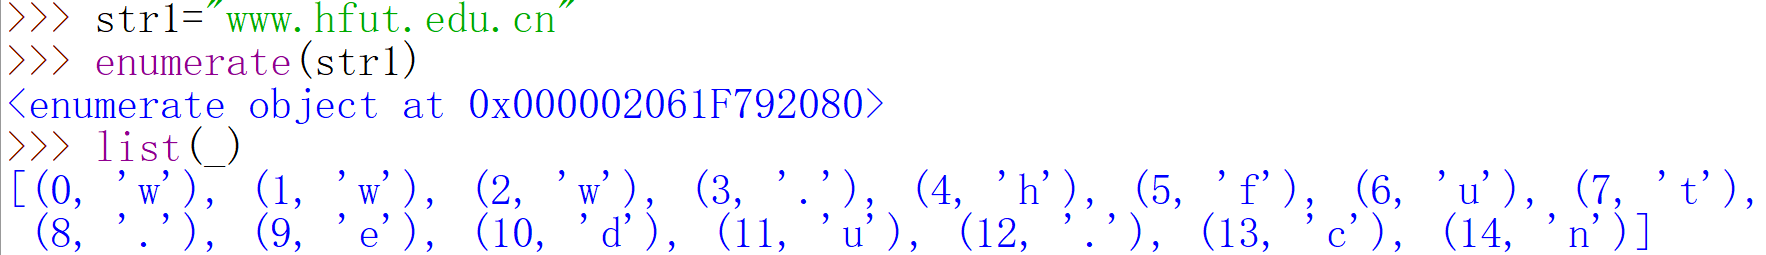 >>> str1="www.hfut.edu.cn"
>>> enumerate(str1)
<enumerate object at 0x000002061F792080>
>>> list(_)
[(0, 'w'), (1, 'w'), (2, 'w'), (3, '.'), (4, 'h'), (5, 'f'), (6, 'u'), (7, 't'),
(8, '.'), (9, 'e'), (10, 'd'), (11, 'u'), (12, '.'), (13, 'c'), (14, 'n')]